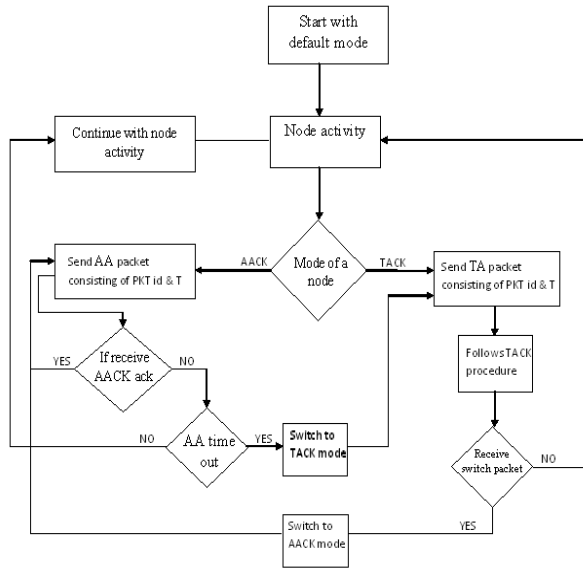 Start with
default mode
Continue with node
activity
Node activity
Mode of a
node
AACK
TACK
Send AA packet
consisting of PKT id & T
Send TA packet
consisting of PKT id & T
If receive
AACK ack
YES
NO
Follows TACK
procedure
AA time
out
NO
YES
Switch to
TACK mode
Receive
switch packet
NO
YES
Switch to
AACK mode